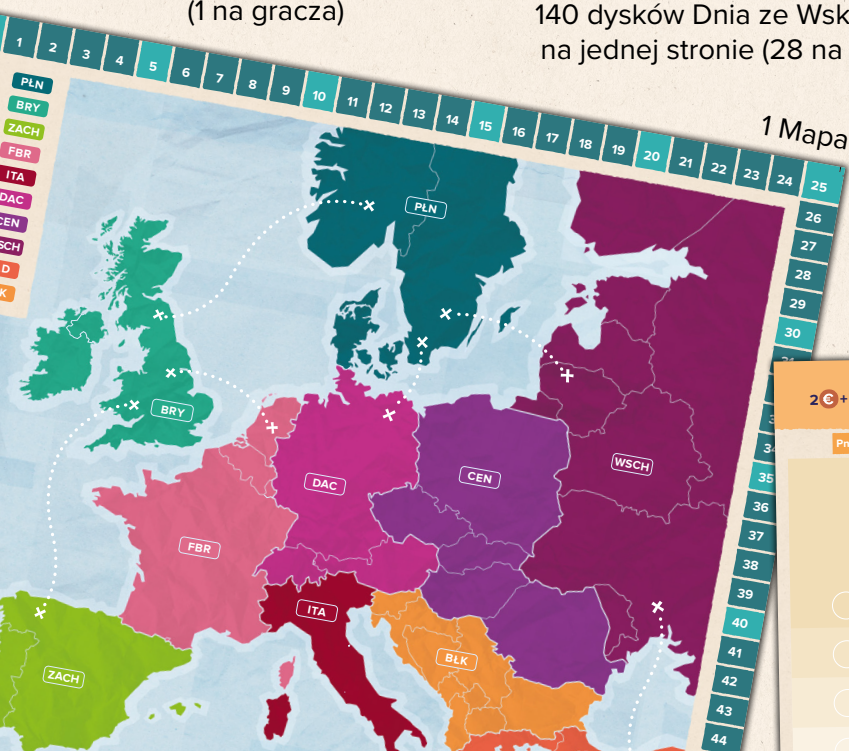 (1 na gracza)
140 dysków Dnia ze Wsk
na jednej stronie (28 na
1 Mapa
1 2 3 4 5 6 7 8 9 10 11 12 13 14 15 16 17 18 19 20 21 22 23 24 25
26
27
28
29
30
34
35
36
37
38
39
40
41
42
43
44
PŁN
BRY
ZACH
FBR
ITA
DAC
CEN
SCH
D
K
PŁN
BRY
WSCH
CEN
DAC
FBR
ITA
BŁK
ZACH
2€+